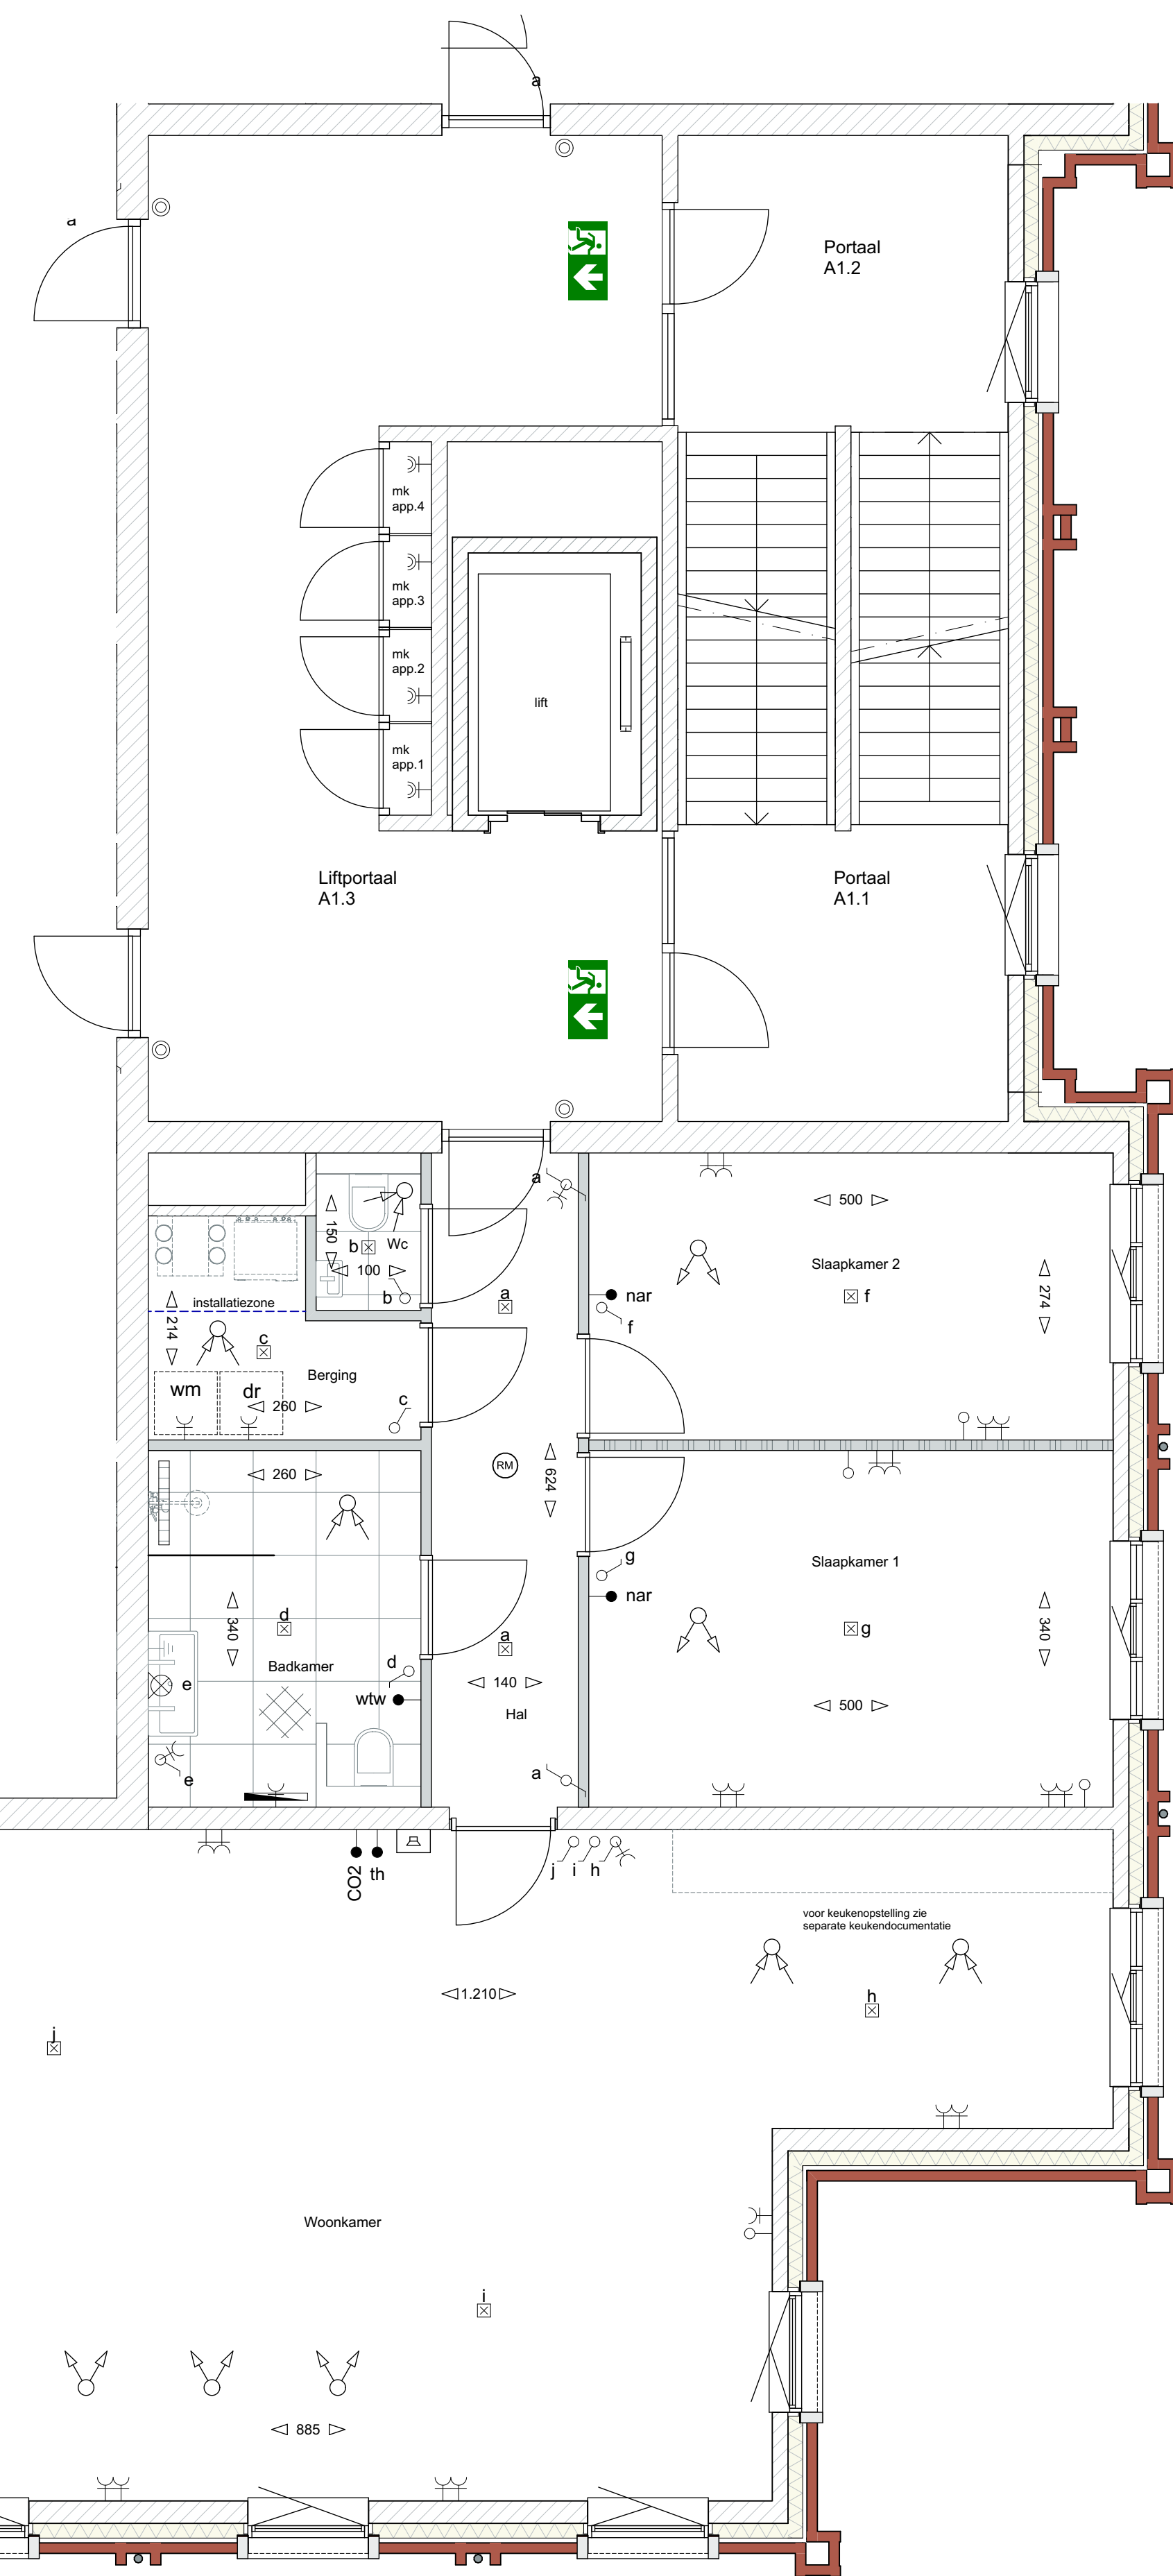 a
a
Portaal
A1.2
mk
app.4
mk
app.3
mk
app.2
mk
app.1
lift
Liftportaal
A1.3
Portaal
A1.1
a
500
150
b
Wc
100
b
a
Slaapkamer 2
f
274
nar
f
installatiezone
214
c
Berging
wm
dr
260
c
260
RM
624
g
Slaapkamer 1
nar
340
d
Badkamer
d
e
wtw
a
g
340
140
Hal
500
e
a
CO2
th
j
i
h
voor keukenopstelling zie
separate keukendocumentatie
1.210
h
j
Woonkamer
i
885